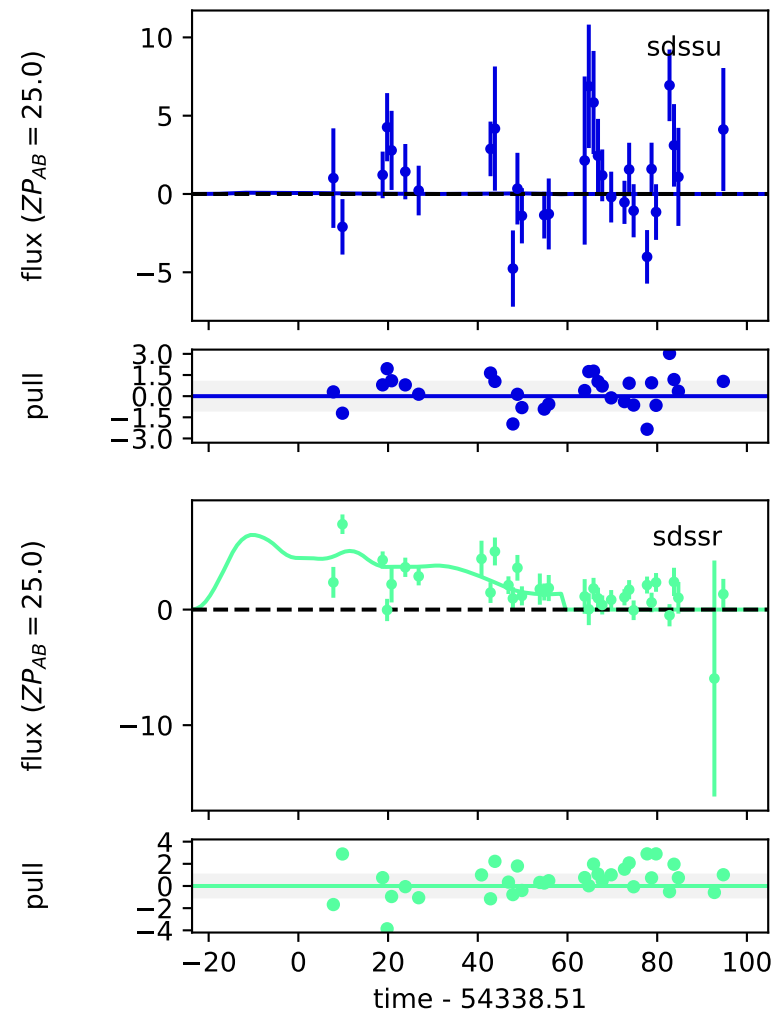 10
sdssu
5
0
−5
flux (ZP_AB = 25.0)
3.0
1.5
0.0
−1.5
−3.0
pull
sdssr
0
−10
flux (ZP_AB = 25.0)
4
2
0
−2
−4
pull
−20 0 20 40 60 80 100
time - 54338.51